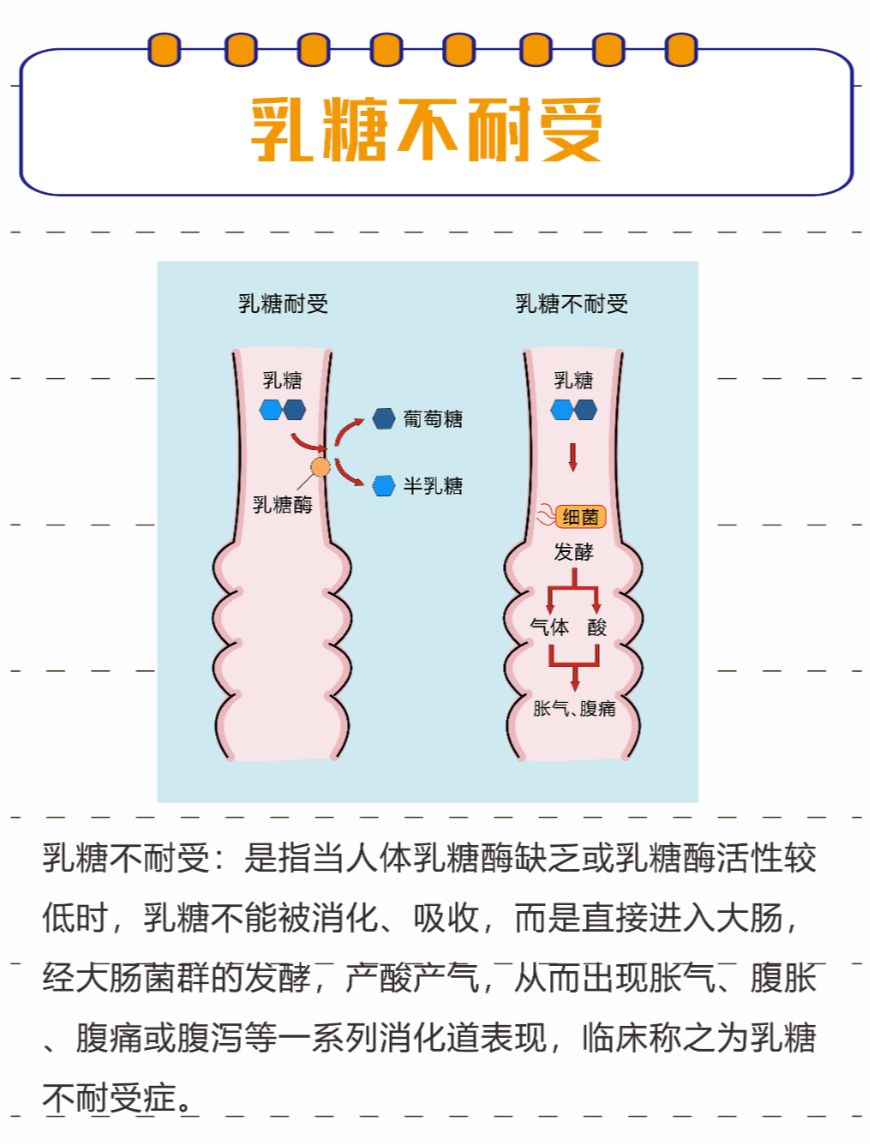 乳糖不耐受
乳糖耐受
乳糖不耐受
乳糖
葡萄糖
半乳糖
乳糖酶
乳糖
细菌
发酵
气体 酸
胀气、腹痛
乳糖不耐受：是指当人体乳糖酶缺乏或乳糖酶活性较
低时，乳糖不能被消化、吸收，而是直接进入大肠，
经大肠菌群的发酵，产酸产气，从而出现胀气、腹胀
、腹痛或腹泻等一系列消化道表现，临床称之为乳糖
不耐受症。